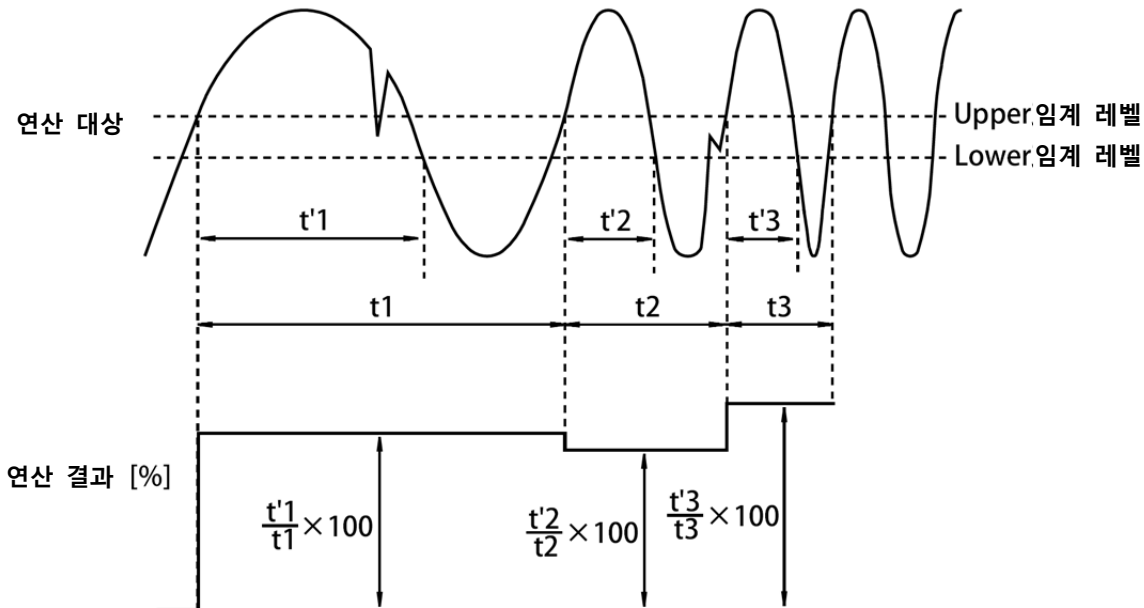 연산 대상
Upper 임계 레벨
Lower 임계 레벨
t'1
t'2
t'3
t1
t2
t3
연산 결과 [%]
t'1/t1 ×100
t'2/t2 ×100
t'3/t3 ×100